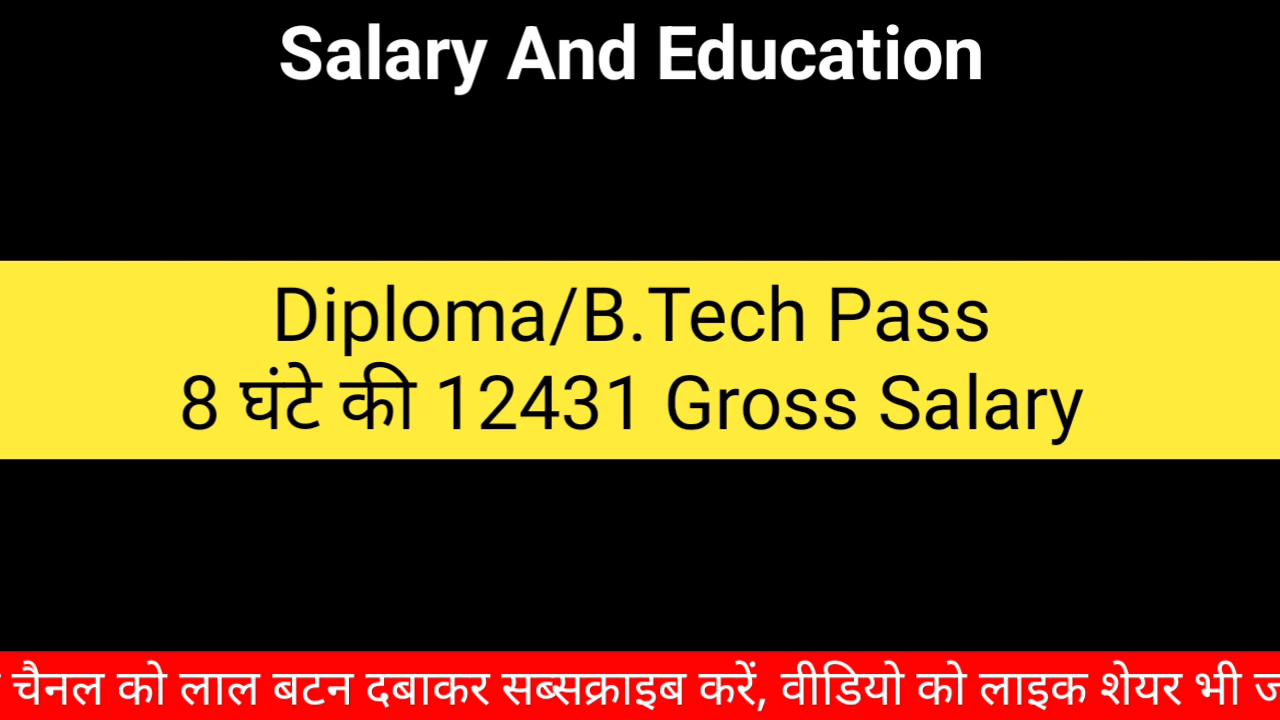 Salary And Education
Diploma/B.Tech Pass
8 घंटे की 12431 Gross Salary
चैनल को लाल बटन दबाकर सब्सक्राइब करें, वीडियो को लाइक शेयर भी